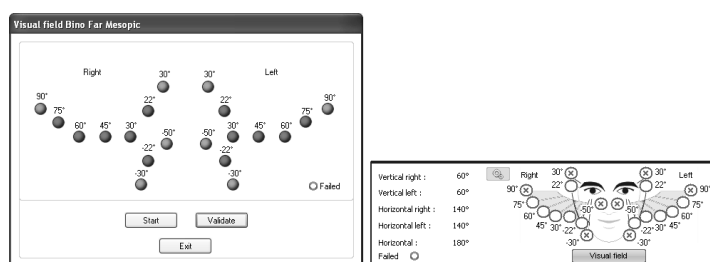 Visual field Bino Far Mesopic
Right Left
30° 30°
90° 90°
75° 22° 22° 75°
60° 45° 30° -50° -50° 30° 45° 60°
-22° -22°
-30° -30°
Failed
Start Validate
Exit
Vertical right : 60°
Vertical left : 60°
Horizontal right : 140°
Horizontal left : 140°
Horizontal : 180°
Failed
Right 30° 30° Left
90° 22° 22° 90°
75° -50° -50° 75°
60° 60°
45° 30° -22° -22° 30° 45°
-30° -30°
Visual field